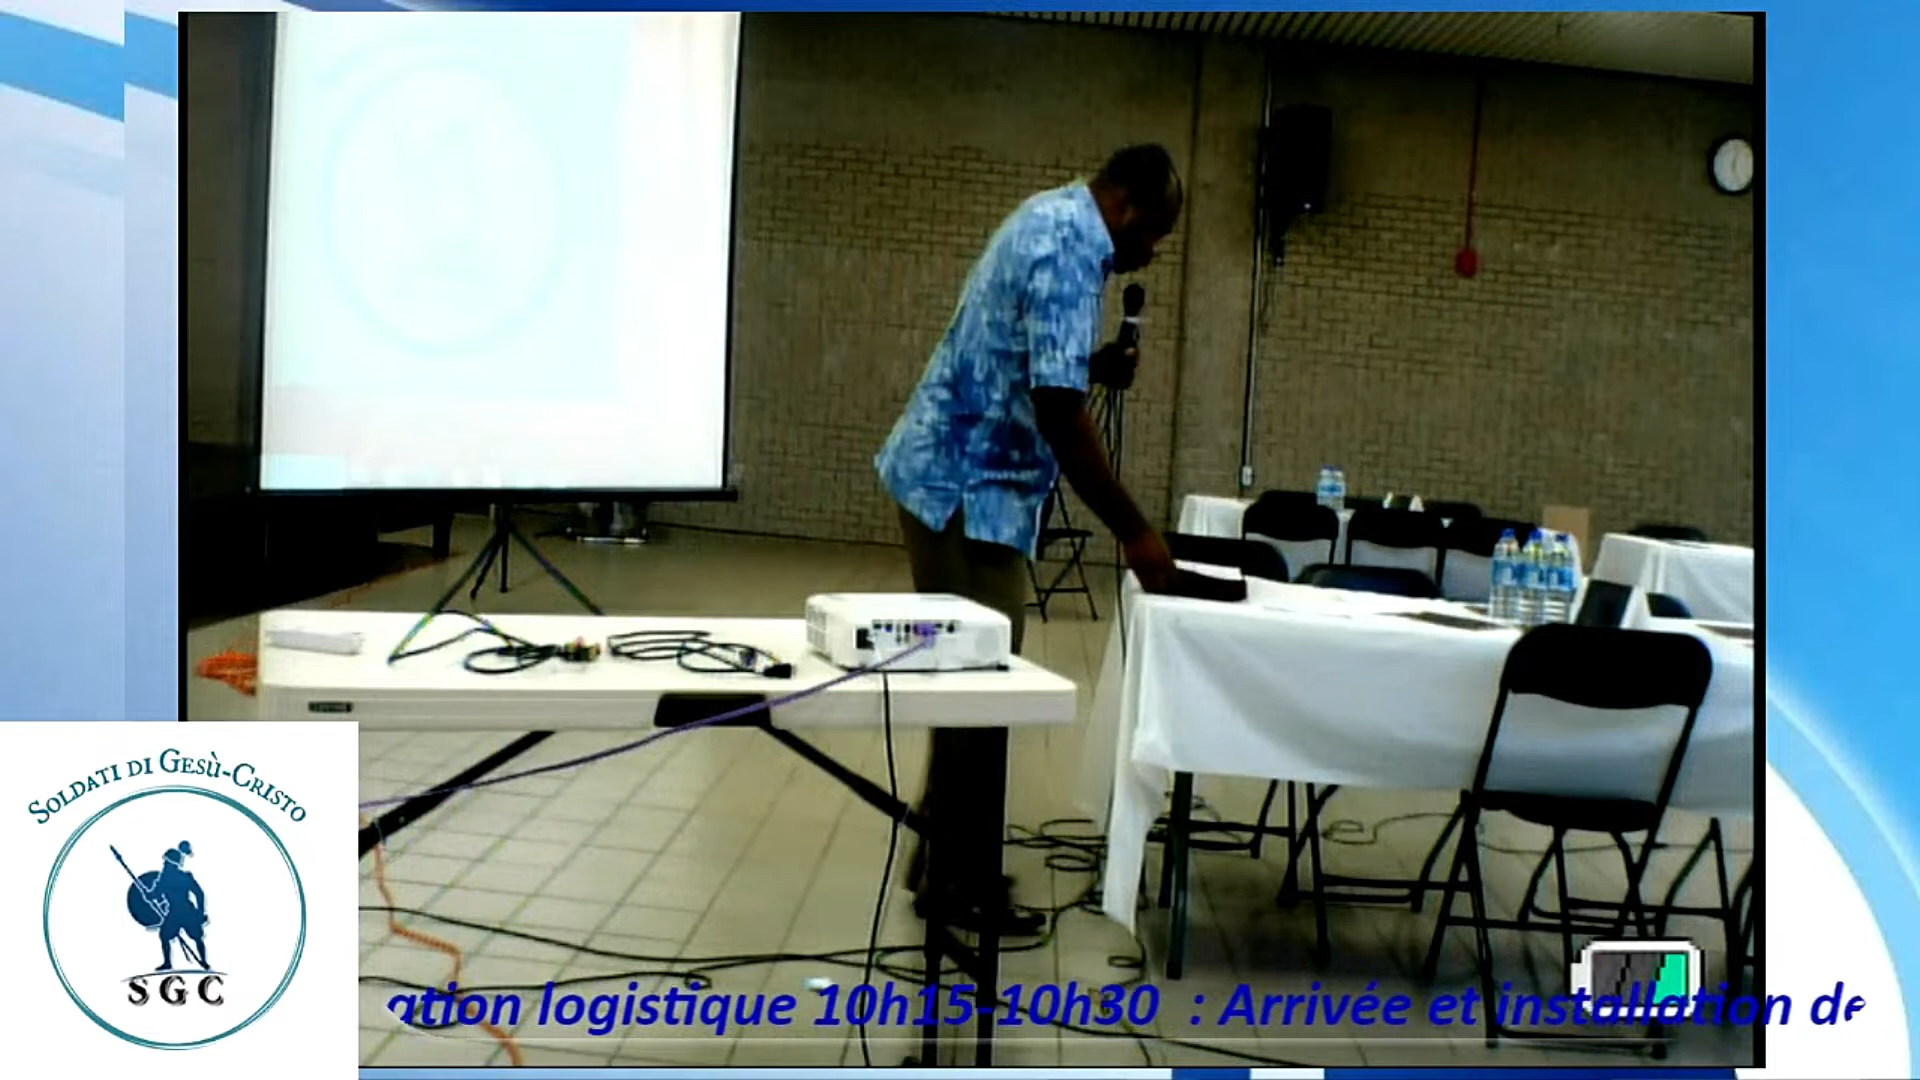 SOLDATI DI GESÙ-CRISTO
SGC
ation logistique 10h15-10h30 : Arrivée et installation de